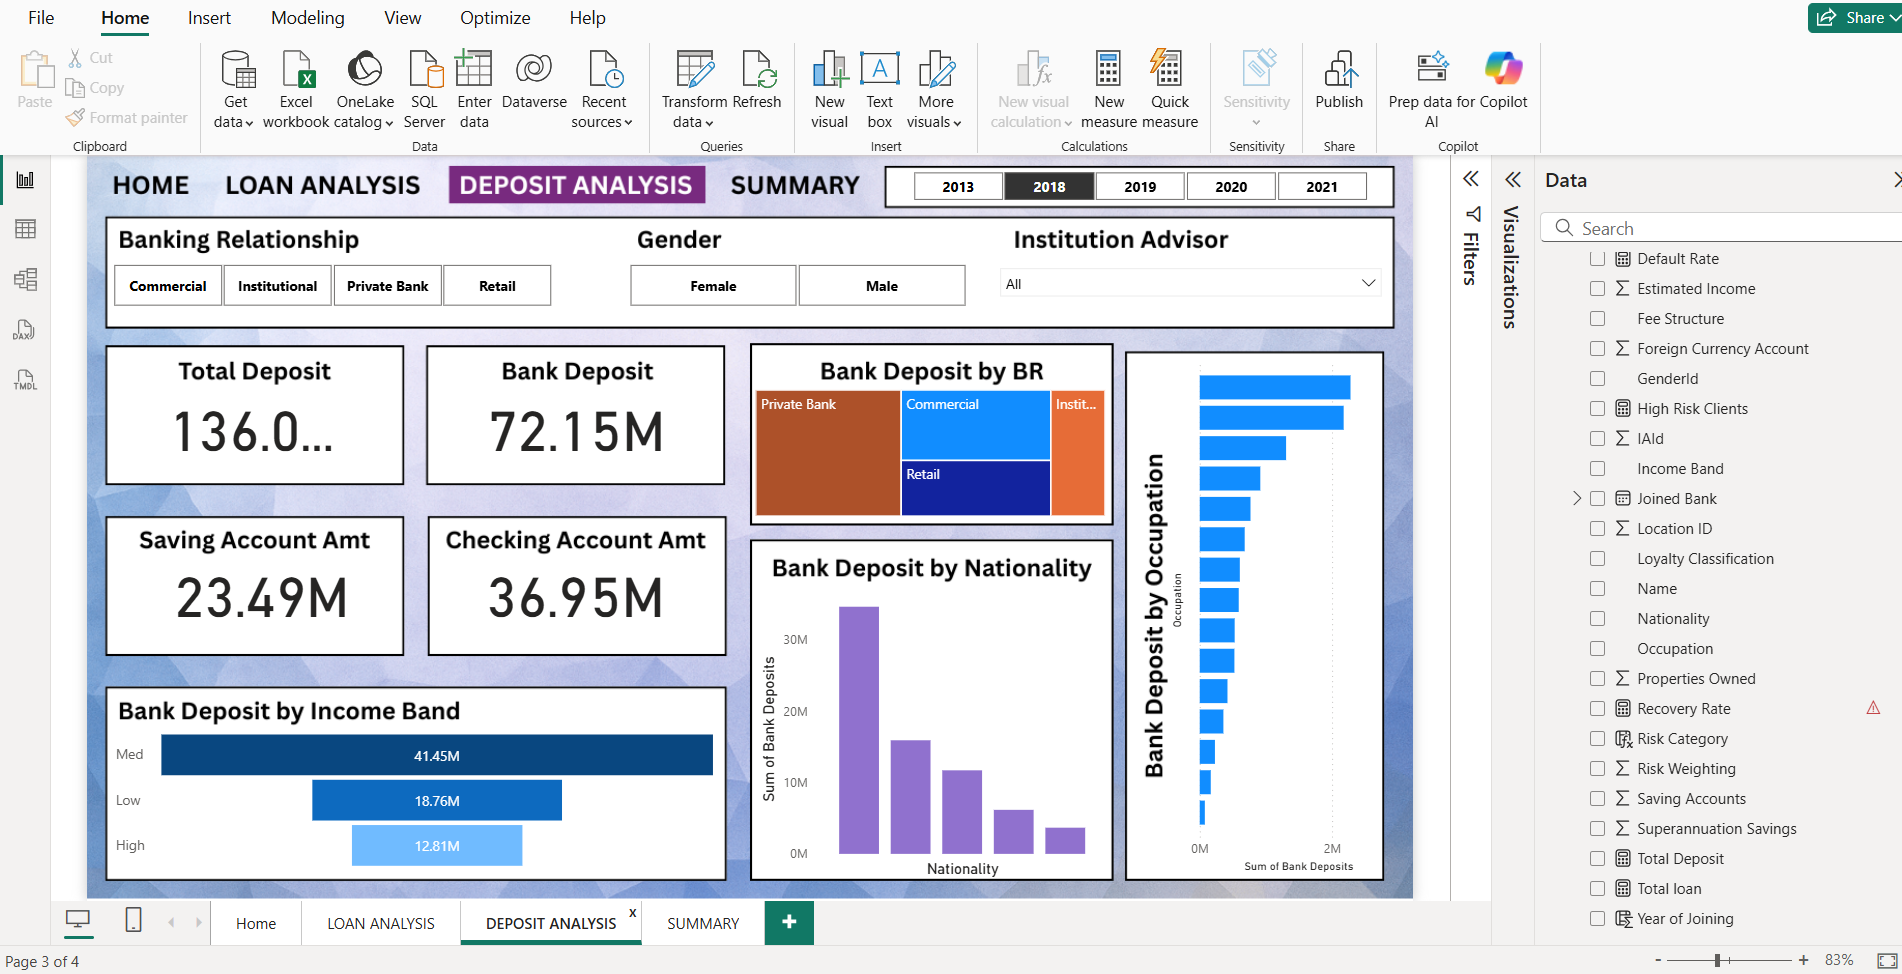 File Home Insert Modeling View Optimize Help
Share
Paste
Cut
Copy
Format painter
Clipboard
Get data
Excel workbook
OneLake catalog
SQL Server
Enter data
Dataverse
Recent sources
Data
Transform data
Refresh
Queries
New visual
Text box
More visuals
Insert
New visual calculation
New measure
Quick measure
Calculations
Sensitivity
Sensitivity
Publish
Share
Prep data for AI
Copilot
Copilot
DAX
TMDL
HOME LOAN ANALYSIS DEPOSIT ANALYSIS SUMMARY
2013 2018 2019 2020 2021
Banking Relationship
Commercial Institutional Private Bank Retail
Gender
Female Male
Institution Advisor
All
Total Deposit
136.0...
Bank Deposit
72.15M
Saving Account Amt
23.49M
Checking Account Amt
36.95M
Bank Deposit by Income Band
Med 41.45M
Low 18.76M
High 12.81M
Bank Deposit by BR
Private Bank
Commercial
Retail
Instit...
Bank Deposit by Nationality
Sum of Bank Deposits
30M
20M
10M
0M
Nationality
Bank Deposit by Occupation
Occupation
0M 2M
Sum of Bank Deposits
Filters
Visualizations
Data
Search
Default Rate
Estimated Income
Fee Structure
Foreign Currency Account
GenderId
High Risk Clients
IAId
Income Band
Joined Bank
Location ID
Loyalty Classification
Name
Nationality
Occupation
Properties Owned
Recovery Rate
Risk Category
Risk Weighting
Saving Accounts
Superannuation Savings
Total Deposit
Total loan
Year of Joining
Home LOAN ANALYSIS DEPOSIT ANALYSIS x SUMMARY +
Page 3 of 4
- + 83%